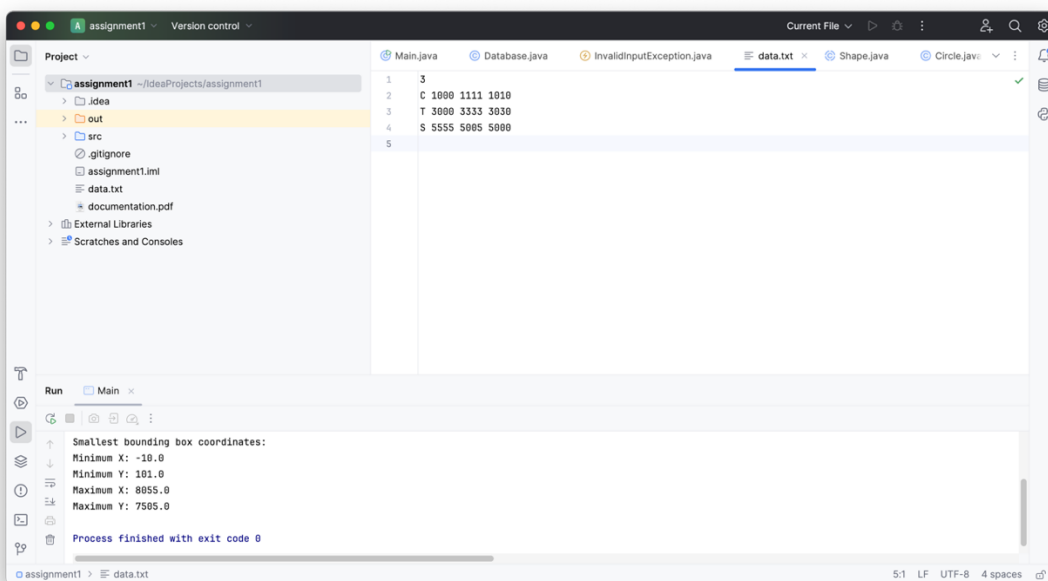 A assignment1 Version control Current File
Project
Main.java Database.java InvalidInputException.java data.txt Shape.java Circle.java
assignment1 ~/IdeaProjects/assignment1
.idea
out
src
.gitignore
assignment1.iml
data.txt
documentation.pdf
External Libraries
Scratches and Consoles
1 3
2 C 1000 1111 1010
3 T 3000 3333 3030
4 S 5555 5005 5000
5
Run Main
Smallest bounding box coordinates:
Minimum X: -10.0
Minimum Y: 101.0
Maximum X: 8055.0
Maximum Y: 7505.0
Process finished with exit code 0
assignment1 > data.txt 5:1 LF UTF-8 4 spaces